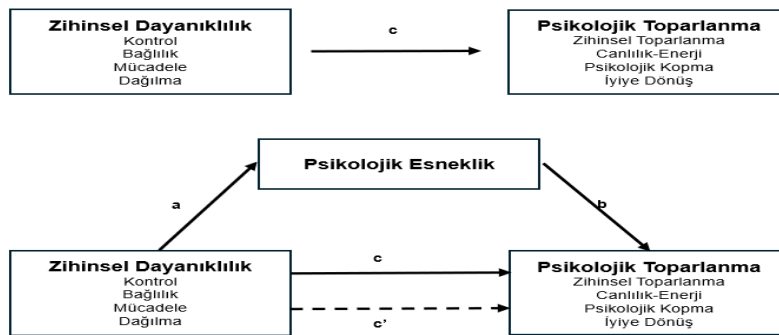 Zihinsel Dayanıklılık
Kontrol
Bağlılık
Mücadele
Dağılma
c
Psikolojik Toparlanma
Zihinsel Toparlanma
Canlılık-Enerji
Psikolojik Kopma
İyiye Dönüş
Psikolojik Esneklik
a
b
Zihinsel Dayanıklılık
Kontrol
Bağlılık
Mücadele
Dağılma
c
c'
Psikolojik Toparlanma
Zihinsel Toparlanma
Canlılık-Enerji
Psikolojik Kopma
İyiye Dönüş